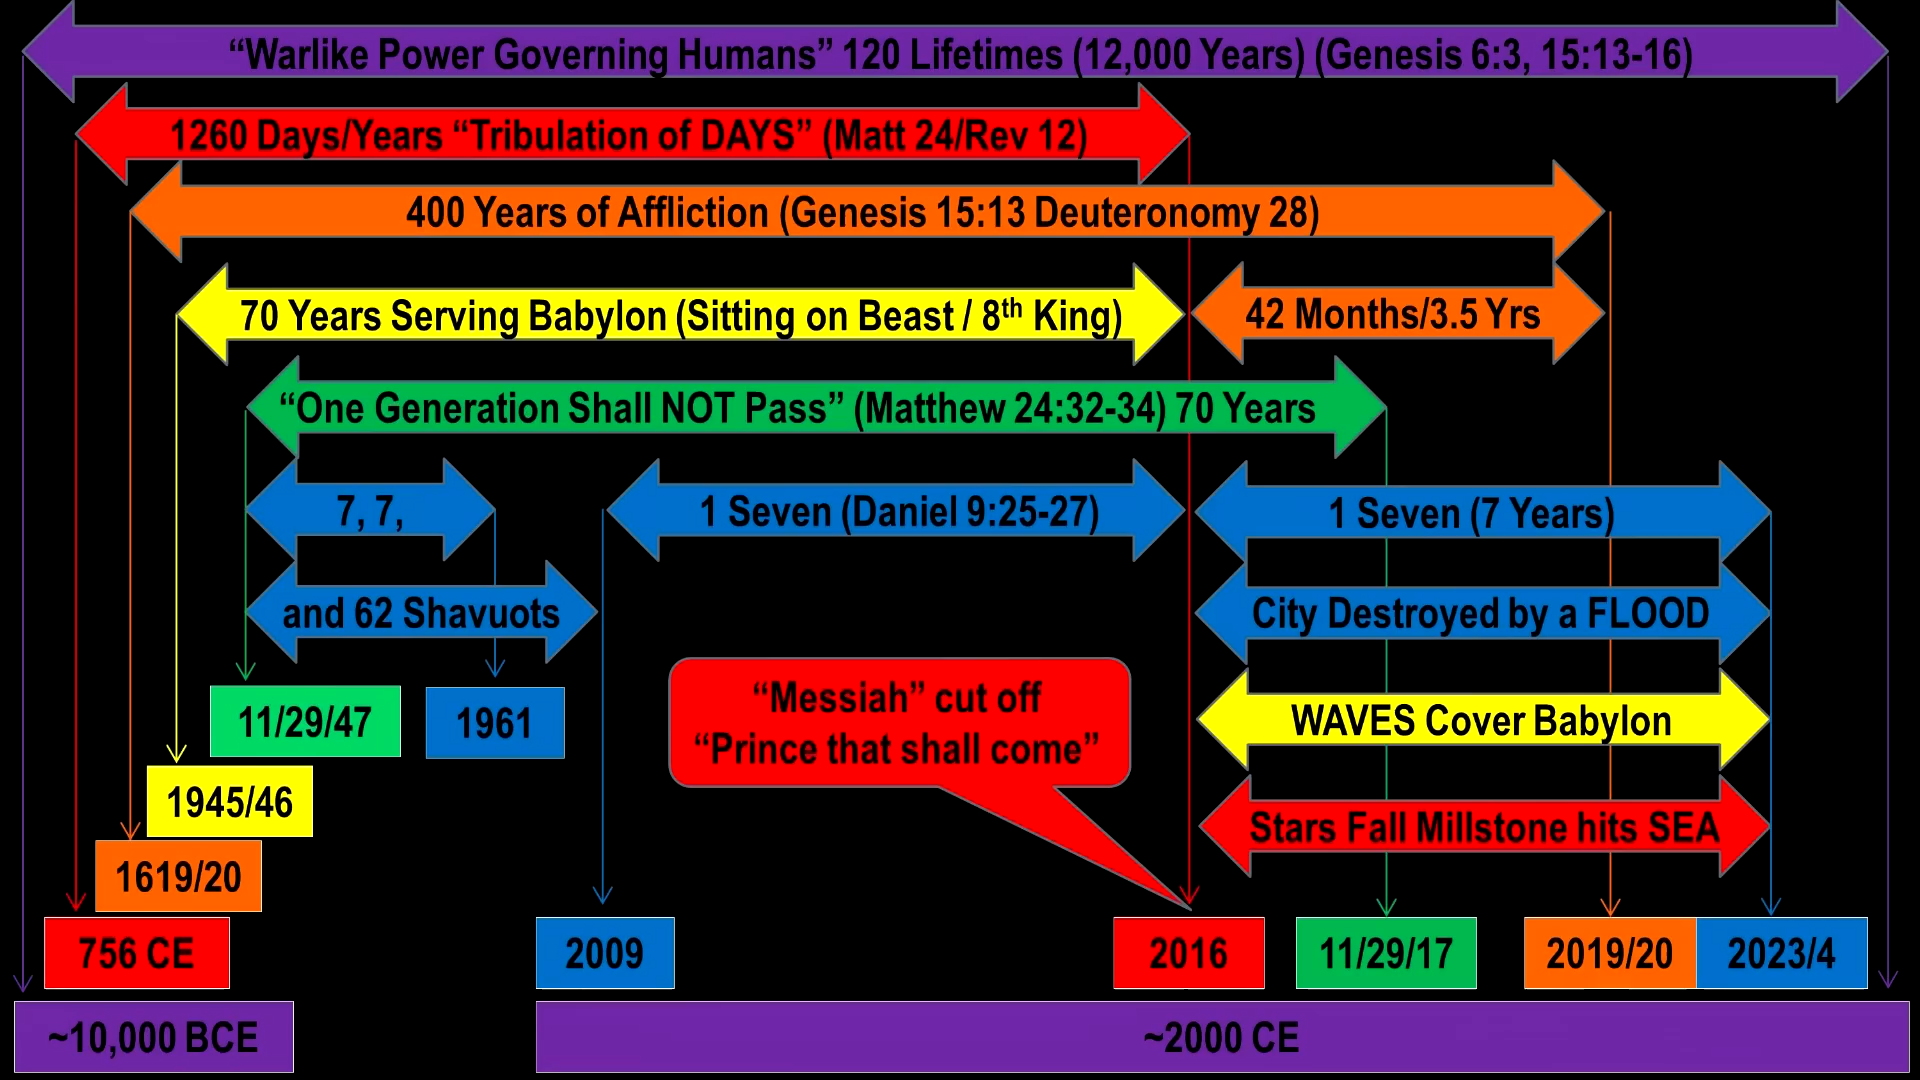 “Warlike Power Governing Humans” 120 Lifetimes (12,000 Years) (Genesis 6:3, 15:13-16)
1260 Days/Years “Tribulation of DAYS” (Matt 24/Rev 12)
400 Years of Affliction (Genesis 15:13 Deuteronomy 28)
70 Years Serving Babylon (Sitting on Beast / 8th King)
42 Months/3.5 Yrs
“One Generation Shall NOT Pass” (Matthew 24:32-34) 70 Years
7, 7,
1 Seven (Daniel 9:25-27)
1 Seven (7 Years)
and 62 Shavuots
City Destroyed by a FLOOD
“Messiah” cut off
“Prince that shall come”
WAVES Cover Babylon
11/29/47
1961
1945/46
Stars Fall Millstone hits SEA
1619/20
756 CE
2009
2016
11/29/17
2019/20
2023/4
~10,000 BCE
~2000 CE